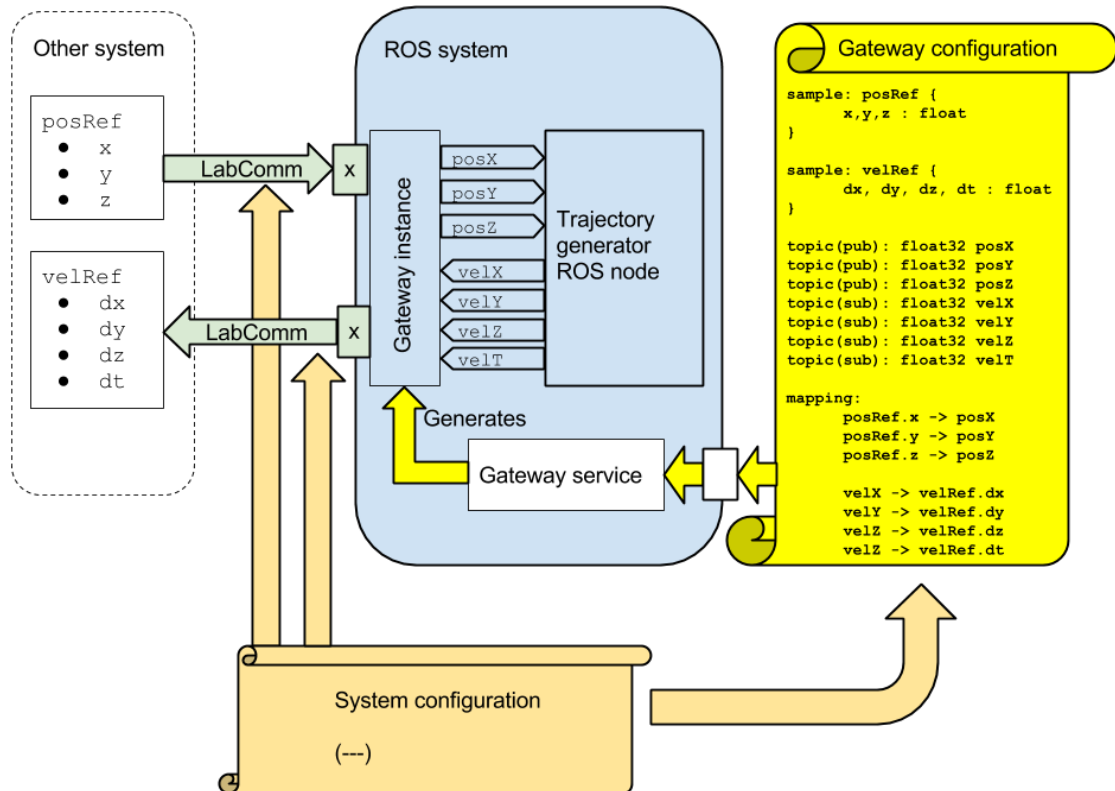 Other system
posRef
● x
● y
● z
velRef
● dx
● dy
● dz
● dt
LabComm
LabComm
ROS system
x
x
Gateway instance
posX
posY
posZ
velX
velY
velZ
velT
Trajectory
generator
ROS node
Generates
Gateway service
Gateway configuration
sample: posRef {
x,y,z : float
}
sample: velRef {
dx, dy, dz, dt : float
}
topic(pub): float32 posX
topic(pub): float32 posY
topic(pub): float32 posZ
topic(sub): float32 velX
topic(sub): float32 velY
topic(sub): float32 velZ
topic(sub): float32 velT
mapping:
posRef.x -> posX
posRef.y -> posY
posRef.z -> posZ
velX -> velRef.dx
velY -> velRef.dy
velZ -> velRef.dz
velZ -> velRef.dt
System configuration
(---)